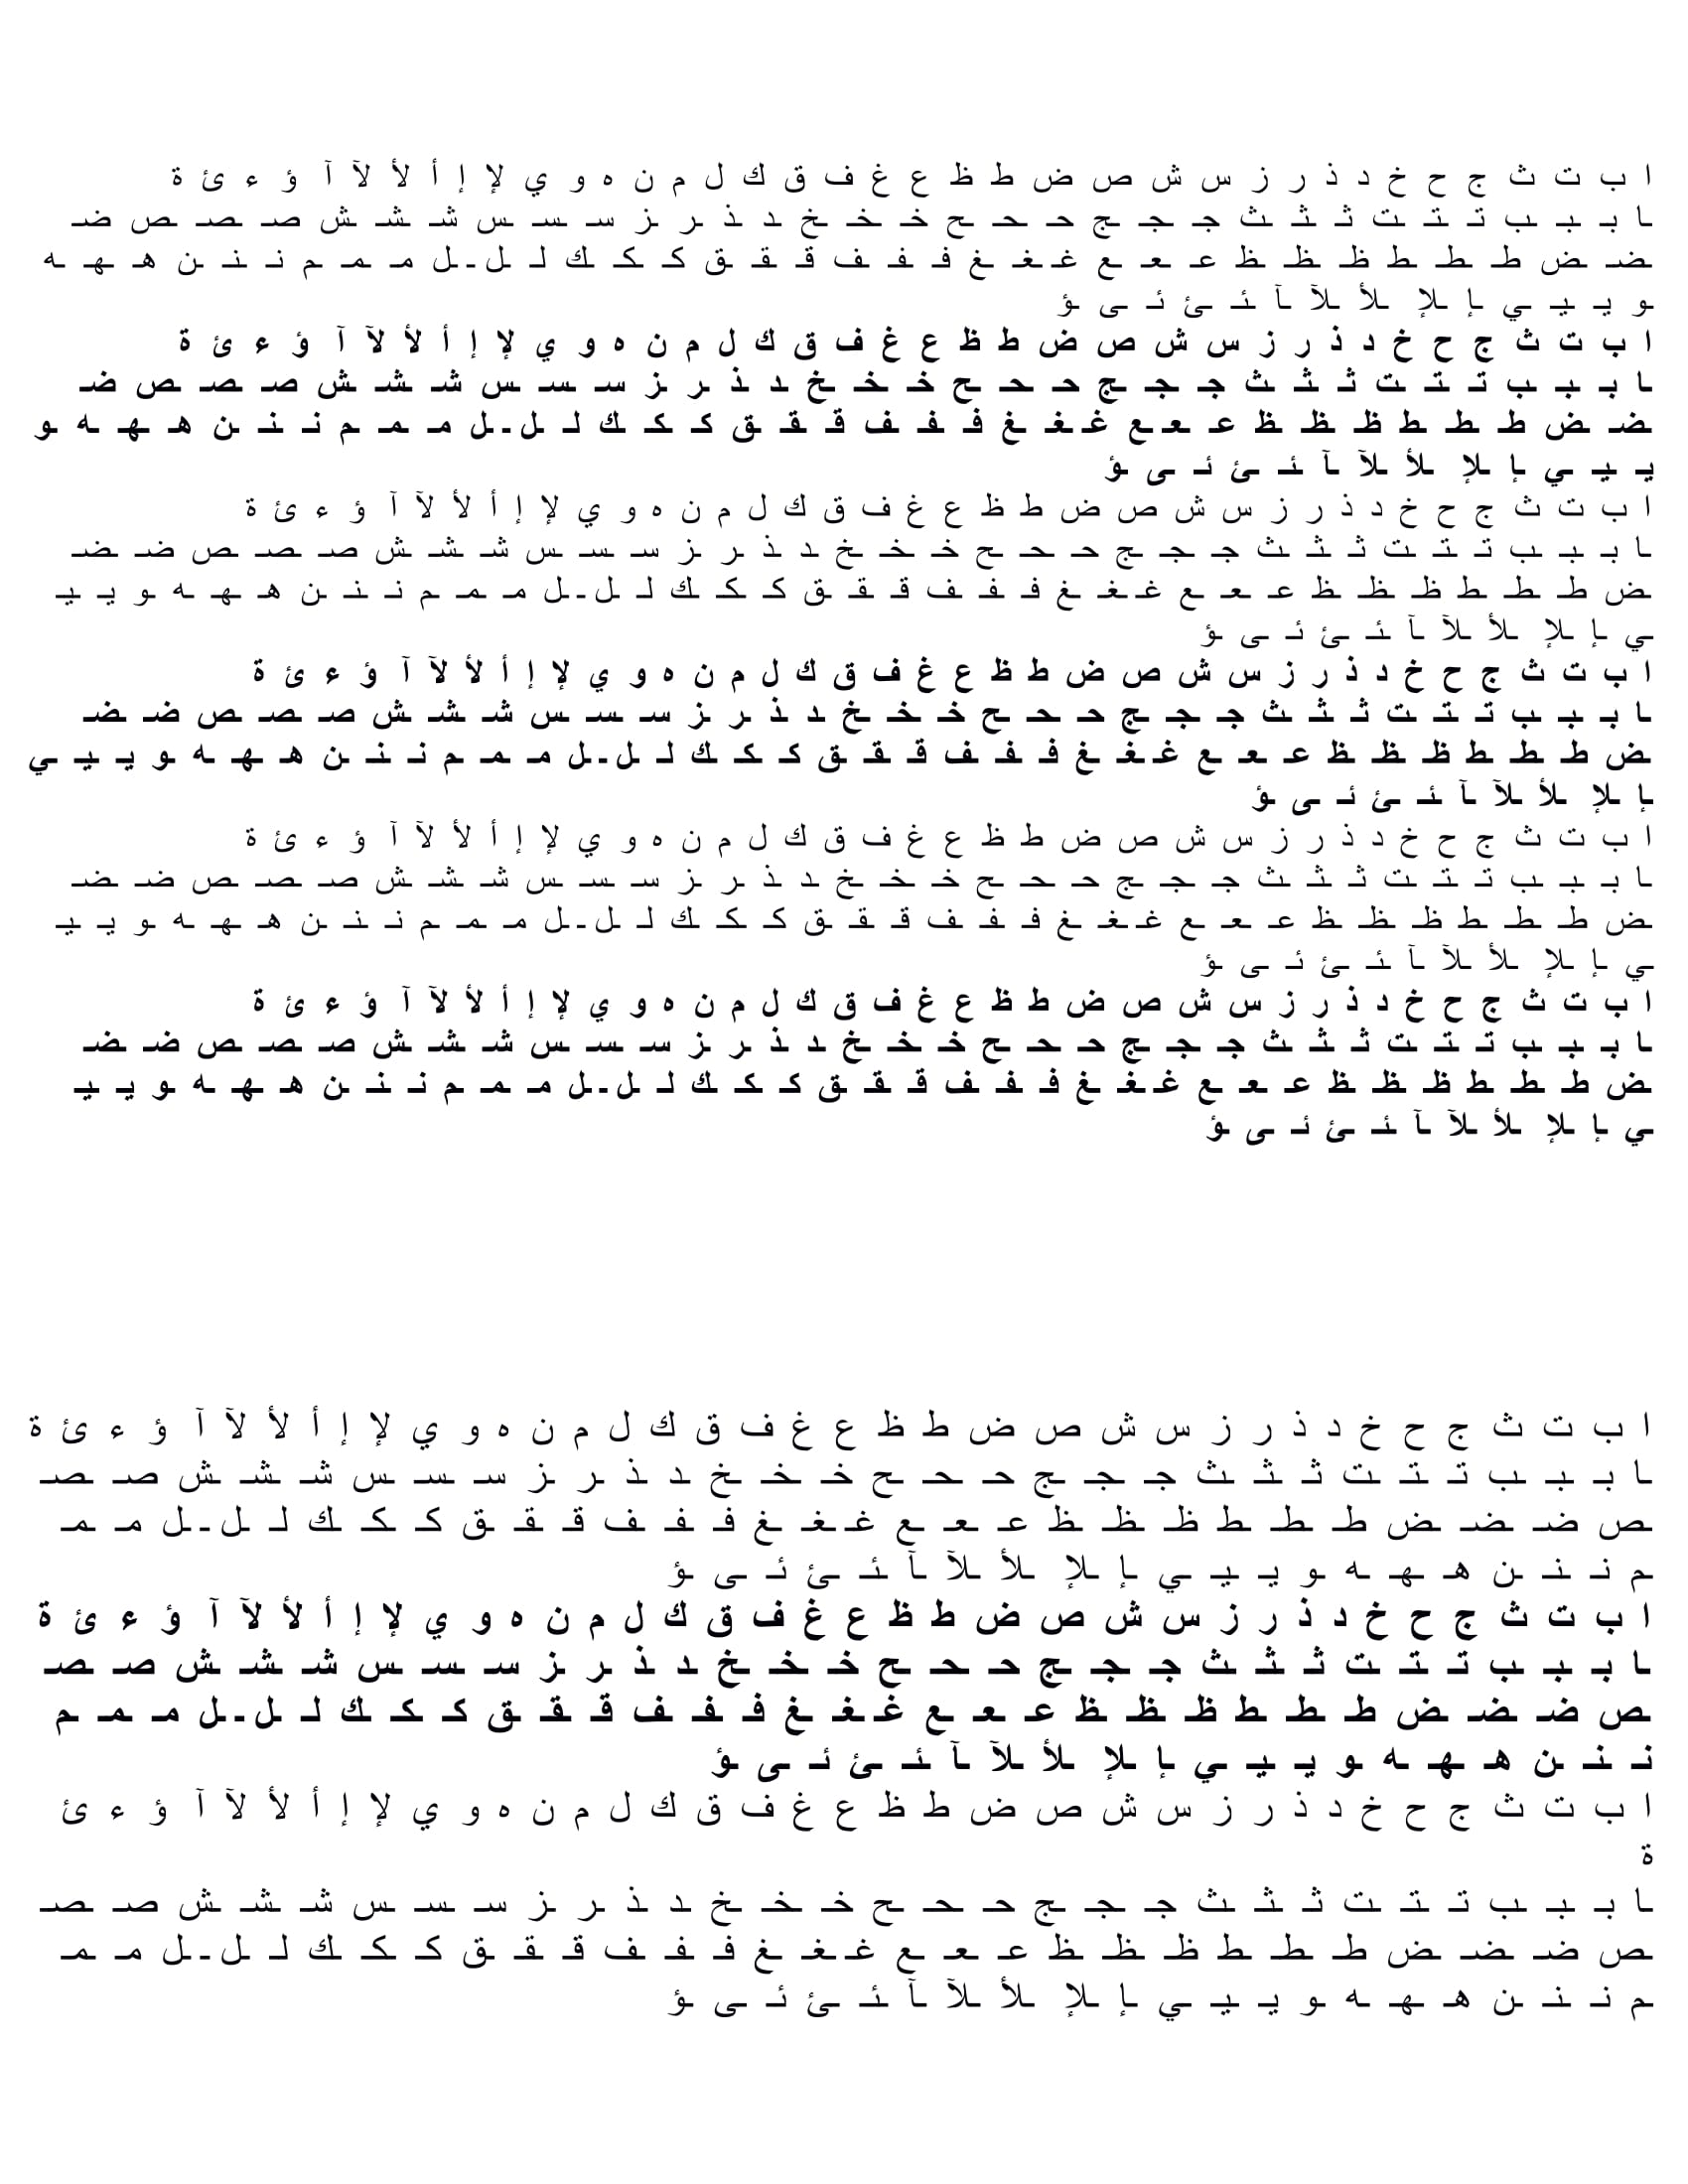 ا ب ت ث ج ح خ د ذ ر ز س ش ص ض ط ظ ع غ ف ق ك ل م ن ه و ي لإ إ أ لأ لآ آ ؤ ء ئ ة
ـا بـ ـبـ ـب تـ ـتـ ـت ثـ ـثـ ـث جـ ـجـ ـج حـ ـحـ ـح خـ ـخـ ـخ ـد ـذ ـر ـز سـ ـسـ ـس شـ ـشـ ـش صـ ـصـ ـص ضـ
ـضـ ـض طـ ـطـ ـط ظـ ـظـ ـظ عـ ـعـ ـع غـ ـغـ ـغ فـ ـفـ ـف قـ ـقـ ـق كـ ـكـ ـك لـ ـلـ ـل مـ ـمـ ـم نـ ـنـ ـن هـ ـهـ ـه
ـو يـ ـيـ ـي ـإ ـلإ ـلأ ـلآ ـآ ـئـ ـئ ئـ ـى ـؤ
ا ب ت ث ج ح خ د ذ ر ز س ش ص ض ط ظ ع غ ف ق ك ل م ن ه و ي لإ إ أ لأ لآ آ ؤ ء ئ ة
ـا بـ ـبـ ـب تـ ـتـ ـت ثـ ـثـ ـث جـ ـجـ ـج حـ ـحـ ـح خـ ـخـ ـخ ـد ـذ ـر ـز سـ ـسـ ـس شـ ـشـ ـش صـ ـصـ ـص ضـ
ـضـ ـض طـ ـطـ ـط ظـ ـظـ ـظ عـ ـعـ ـع غـ ـغـ ـغ فـ ـفـ ـف قـ ـقـ ـق كـ ـكـ ـك لـ ـلـ ـل مـ ـمـ ـم نـ ـنـ ـن هـ ـهـ ـه ـو
يـ ـيـ ـي ـإ ـلإ ـلأ ـلآ ـآ ـئـ ـئ ئـ ـى ـؤ
ا ب ت ث ج ح خ د ذ ر ز س ش ص ض ط ظ ع غ ف ق ك ل م ن ه و ي لإ إ أ لأ لآ آ ؤ ء ئ ة
ـا بـ ـبـ ـب تـ ـتـ ـت ثـ ـثـ ـث جـ ـجـ ـج حـ ـحـ ـح خـ ـخـ ـخ ـد ـذ ـر ـز سـ ـسـ ـس شـ ـشـ ـش صـ ـصـ ـص ضـ ـضـ
ـض طـ ـطـ ـط ظـ ـظـ ـظ عـ ـعـ ـع غـ ـغـ ـغ فـ ـفـ ـف قـ ـقـ ـق كـ ـكـ ـك لـ ـلـ ـل مـ ـمـ ـم نـ ـنـ ـن هـ ـهـ ـه ـو يـ ـيـ
ـي ـإ ـلإ ـلأ ـلآ ـآ ـئـ ـئ ئـ ـى ـؤ
ا ب ت ث ج ح خ د ذ ر ز س ش ص ض ط ظ ع غ ف ق ك ل م ن ه و ي لإ إ أ لأ لآ آ ؤ ء ئ ة
ـا بـ ـبـ ـب تـ ـتـ ـت ثـ ـثـ ـث جـ ـجـ ـج حـ ـحـ ـح خـ ـخـ ـخ ـد ـذ ـر ـز سـ ـسـ ـس شـ ـشـ ـش صـ ـصـ ـص ضـ ـضـ
ـض طـ ـطـ ـط ظـ ـظـ ـظ عـ ـعـ ـع غـ ـغـ ـغ فـ ـفـ ـف قـ ـقـ ـق كـ ـكـ ـك لـ ـلـ ـل مـ ـمـ ـم نـ ـنـ ـن هـ ـهـ ـه ـو يـ ـيـ ـي
ـإ ـلإ ـلأ ـلآ ـآ ـئـ ـئ ئـ ـى ـؤ
ا ب ت ث ج ح خ د ذ ر ز س ش ص ض ط ظ ع غ ف ق ك ل م ن ه و ي لإ إ أ لأ لآ آ ؤ ء ئ ة
ـا بـ ـبـ ـب تـ ـتـ ـت ثـ ـثـ ـث جـ ـجـ ـج حـ ـحـ ـح خـ ـخـ ـخ ـد ـذ ـر ـز سـ ـسـ ـس شـ ـشـ ـش صـ ـصـ ـص ضـ ـضـ
ـض طـ ـطـ ـط ظـ ـظـ ـظ عـ ـعـ ـع غـ ـغـ ـغ فـ ـفـ ـف قـ ـقـ ـق كـ ـكـ ـك لـ ـلـ ـل مـ ـمـ ـم نـ ـنـ ـن هـ ـهـ ـه ـو يـ ـيـ
ـي ـإ ـلإ ـلأ ـلآ ـآ ـئـ ـئ ئـ ـى ـؤ
ا ب ت ث ج ح خ د ذ ر ز س ش ص ض ط ظ ع غ ف ق ك ل م ن ه و ي لإ إ أ لأ لآ آ ؤ ء ئ ة
ـا بـ ـبـ ـب تـ ـتـ ـت ثـ ـثـ ـث جـ ـجـ ـج حـ ـحـ ـح خـ ـخـ ـخ ـد ـذ ـر ـز سـ ـسـ ـس شـ ـشـ ـش صـ ـصـ ـص ضـ ـضـ
ـض طـ ـطـ ـط ظـ ـظـ ـظ عـ ـعـ ـع غـ ـغـ ـغ فـ ـفـ ـف قـ ـقـ ـق كـ ـكـ ـك لـ ـلـ ـل مـ ـمـ ـم نـ ـنـ ـن هـ ـهـ ـه ـو يـ ـيـ
ـي ـإ ـلإ ـلأ ـلآ ـآ ـئـ ـئ ئـ ـى ـؤ
ا ب ت ث ج ح خ د ذ ر ز س ش ص ض ط ظ ع غ ف ق ك ل م ن ه و ي لإ إ أ لأ لآ آ ؤ ء ئ ة
ـا بـ ـبـ ـب تـ ـتـ ـت ثـ ـثـ ـث جـ ـجـ ـج حـ ـحـ ـح خـ ـخـ ـخ ـد ـذ ـر ـز سـ ـسـ ـس شـ ـشـ ـش صـ ـصـ
ـص ضـ ـضـ ـض طـ ـطـ ـط ظـ ـظـ ـظ عـ ـعـ ـع غـ ـغـ ـغ فـ ـفـ ـف قـ ـقـ ـق كـ ـكـ ـك لـ ـلـ ـل مـ ـمـ
ـم نـ ـنـ ـن هـ ـهـ ـه ـو يـ ـيـ ـي ـإ ـلإ ـلأ ـلآ ـآ ـئـ ـئ ئـ ـى ـؤ
ا ب ت ث ج ح خ د ذ ر ز س ش ص ض ط ظ ع غ ف ق ك ل م ن ه و ي لإ إ أ لأ لآ آ ؤ ء ئ ة
ـا بـ ـبـ ـب تـ ـتـ ـت ثـ ـثـ ـث جـ ـجـ ـج حـ ـحـ ـح خـ ـخـ ـخ ـد ـذ ـر ـز سـ ـسـ ـس شـ ـشـ ـش صـ ـصـ
ـص ضـ ـضـ ـض طـ ـطـ ـط ظـ ـظـ ـظ عـ ـعـ ـع غـ ـغـ ـغ فـ ـفـ ـف قـ ـقـ ـق كـ ـكـ ـك لـ ـلـ ـل مـ ـمـ ـم
نـ ـنـ ـن هـ ـهـ ـه ـو يـ ـيـ ـي ـإ ـلإ ـلأ ـلآ ـآ ـئـ ـئ ئـ ـى ـؤ
ا ب ت ث ج ح خ د ذ ر ز س ش ص ض ط ظ ع غ ف ق ك ل م ن ه و ي لإ إ أ لأ لآ آ ؤ ء ئ
ة
ـا بـ ـبـ ـب تـ ـتـ ـت ثـ ـثـ ـث جـ ـجـ ـج حـ ـحـ ـح خـ ـخـ ـخ ـد ـذ ـر ـز سـ ـسـ ـس شـ ـشـ ـش صـ ـصـ
ـص ضـ ـضـ ـض طـ ـطـ ـط ظـ ـظـ ـظ عـ ـعـ ـع غـ ـغـ ـغ فـ ـفـ ـف قـ ـقـ ـق كـ ـكـ ـك لـ ـلـ ـل مـ ـمـ
ـم نـ ـنـ ـن هـ ـهـ ـه ـو يـ ـيـ ـي ـإ ـلإ ـلأ ـلآ ـآ ـئـ ـئ ئـ ـى ـؤ